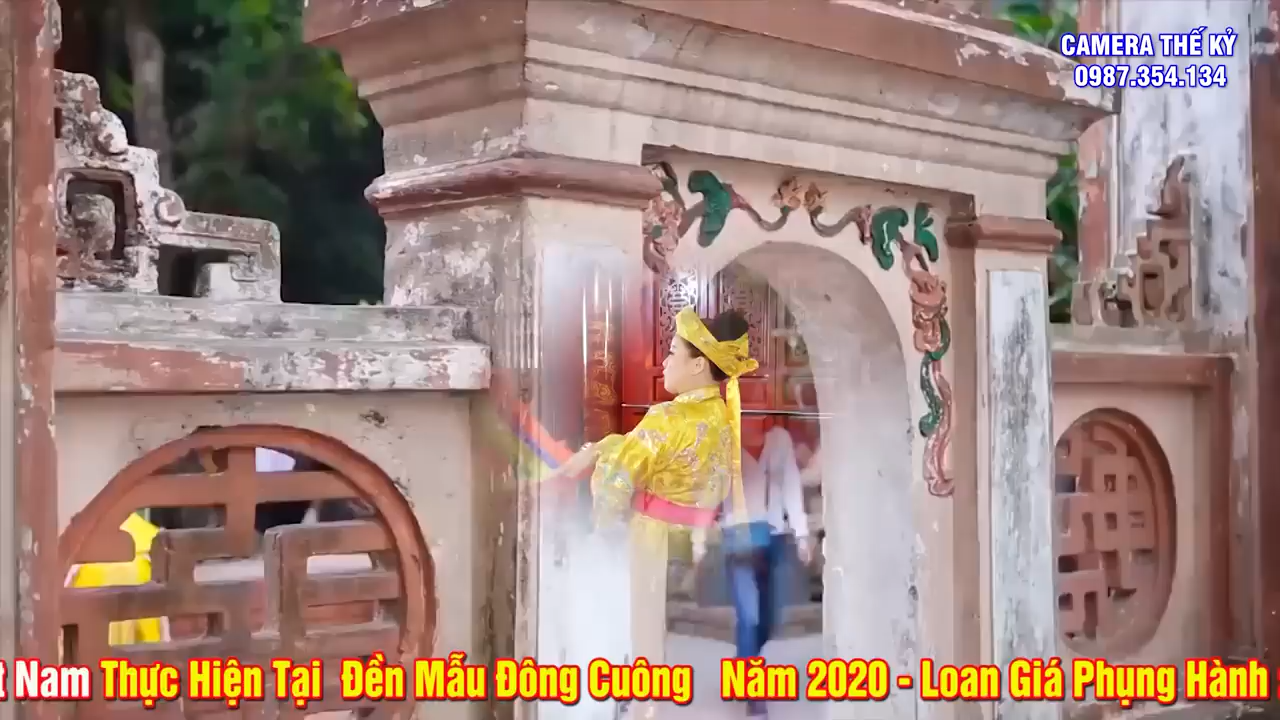 CAMERA THẾ KỶ
0987.354.134
t Nam Thực Hiện Tại Đền Mẫu Đông Cuông Năm 2020 - Loan Giá Phụng Hành